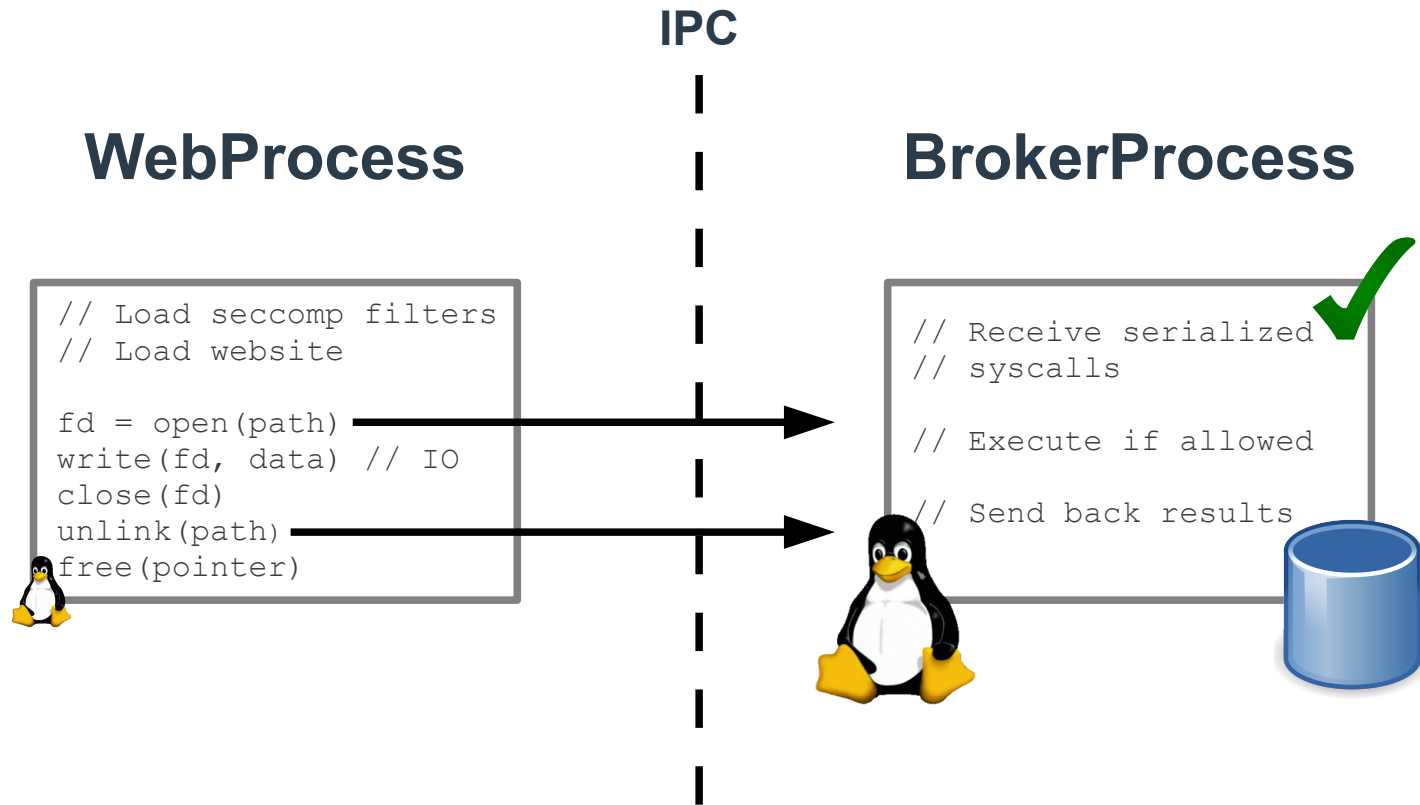 IPC
WebProcess
BrokerProcess
// Load seccomp filters
// Load website
fd = open(path)
write(fd, data) // IO
close(fd)
unlink(path)
free(pointer)
// Receive serialized
// syscalls
// Execute if allowed
// Send back results